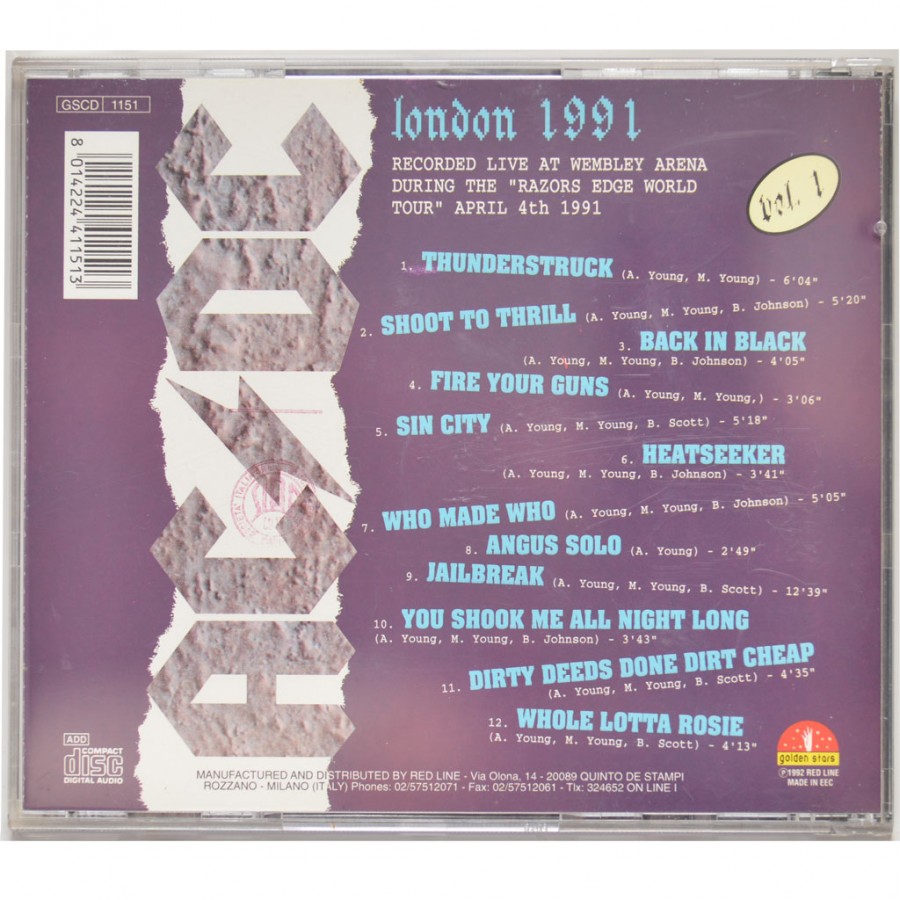 GSCD 1151
8 014224 411513
AC/DC
london 1991
RECORDED LIVE AT WEMBLEY ARENA
DURING THE "RAZORS EDGE WORLD
TOUR" APRIL 4th 1991
Vol. 1
1. THUNDERSTRUCK (A. Young, M. Young) – 6'04"
2. SHOOT TO THRILL (A. Young, M. Young, B. Johnson) – 5'20"
3. BACK IN BLACK
(A. Young, M. Young, B. Johnson) – 4'05"
4. FIRE YOUR GUNS (A. Young, M. Young,) – 3'06"
5. SIN CITY (A. Young, M. Young, B. Scott) – 5'18"
6. HEATSEEKER
(A. Young, M. Young, B. Johnson) – 3'41"
7. WHO MADE WHO (A. Young, M. Young, B. Johnson) – 5'05"
8. ANGUS SOLO (A. Young) – 2'49"
9. JAILBREAK (A. Young, M. Young, B. Scott) – 12'39"
10. YOU SHOOK ME ALL NIGHT LONG
(A. Young, M. Young, B. Johnson) – 3'43"
11. DIRTY DEEDS DONE DIRT CHEAP
(A. Young, M. Young, B. Scott) – 4'35"
12. WHOLE LOTTA ROSIE
(A. Young, M. Young, B. Scott) – 4'13"
ADD
COMPACT
disc
DIGITAL AUDIO
MANUFACTURED AND DISTRIBUTED BY RED LINE - Via Olona, 14 - 20089 QUINTO DE STAMPI
ROZZANO - MILANO (ITALY) Phones: 02/57512071 - Fax: 02/57512061 - Tlx: 324652 ON LINE I
golden stars
℗ 1992 RED LINE
MADE IN EEC